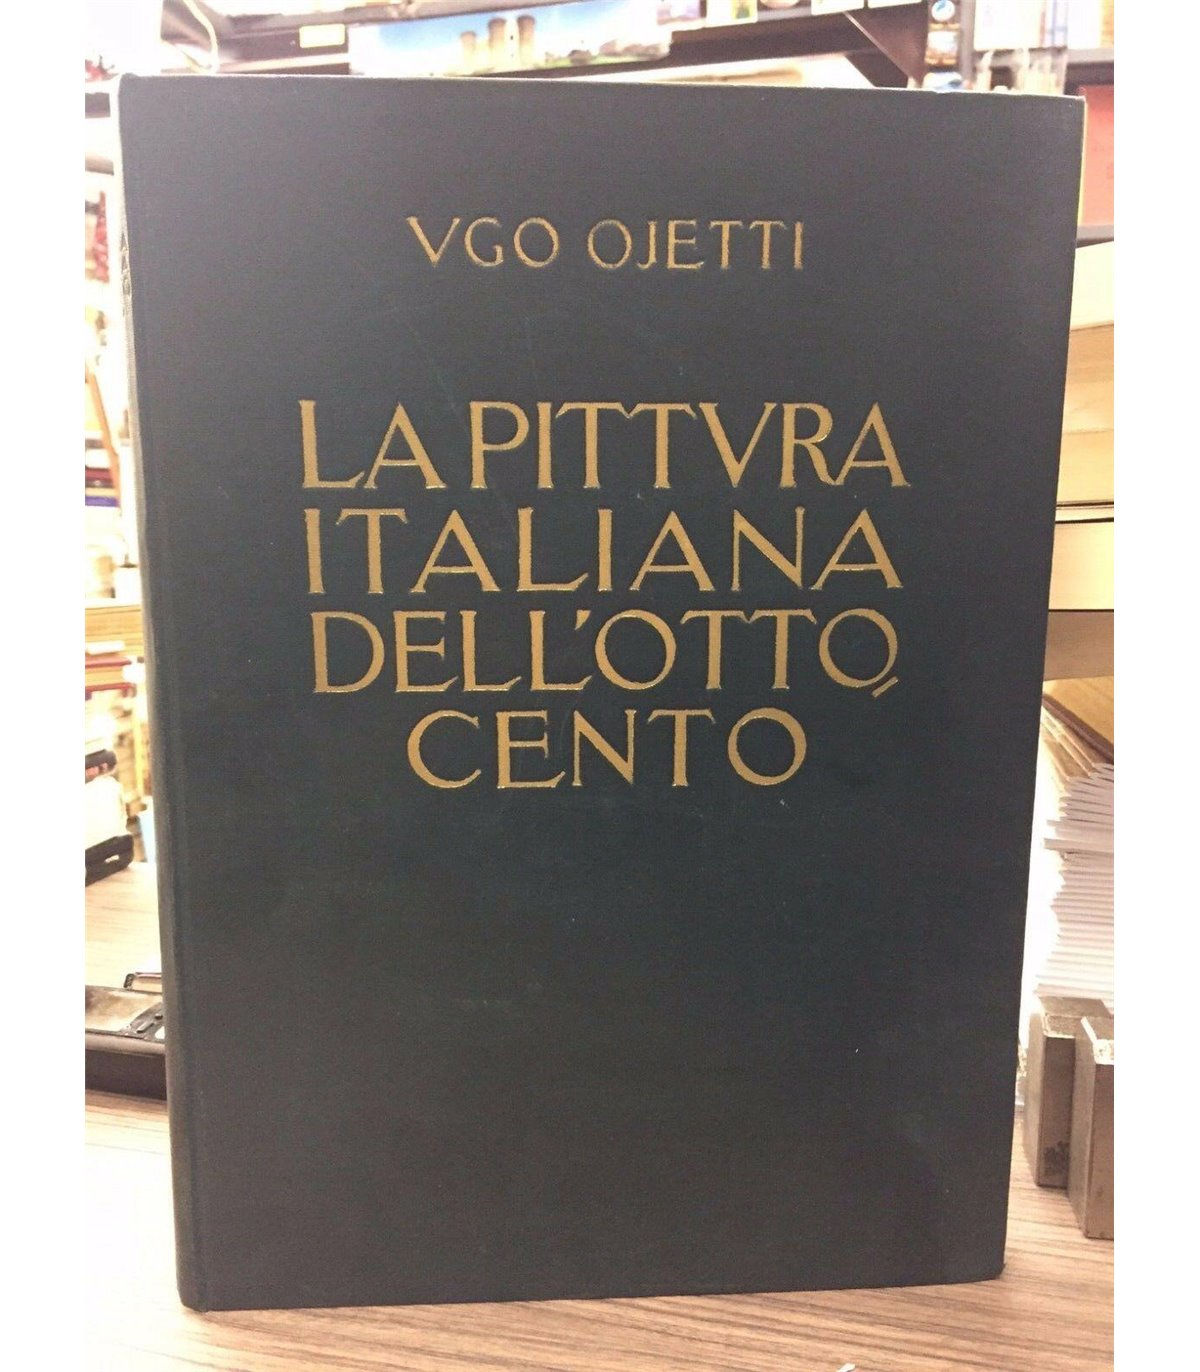 VGO OJETTI
LA PITTVRA
ITALIANA
DELL'OTTO,
CENTO